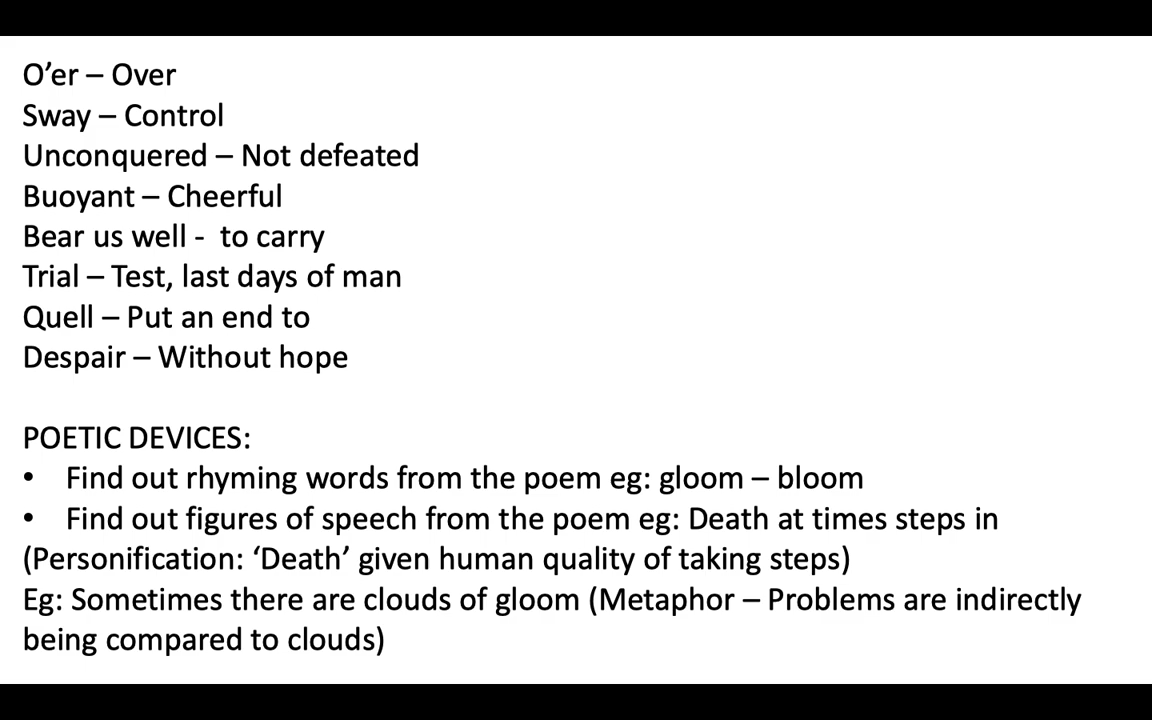 O’er – Over
Sway – Control
Unconquered – Not defeated
Buoyant – Cheerful
Bear us well -  to carry
Trial – Test, last days of man
Quell – Put an end to
Despair – Without hope
POETIC DEVICES:
• Find out rhyming words from the poem eg: gloom – bloom
• Find out figures of speech from the poem eg: Death at times steps in
(Personification: ‘Death’ given human quality of taking steps)
Eg: Sometimes there are clouds of gloom (Metaphor – Problems are indirectly
being compared to clouds)